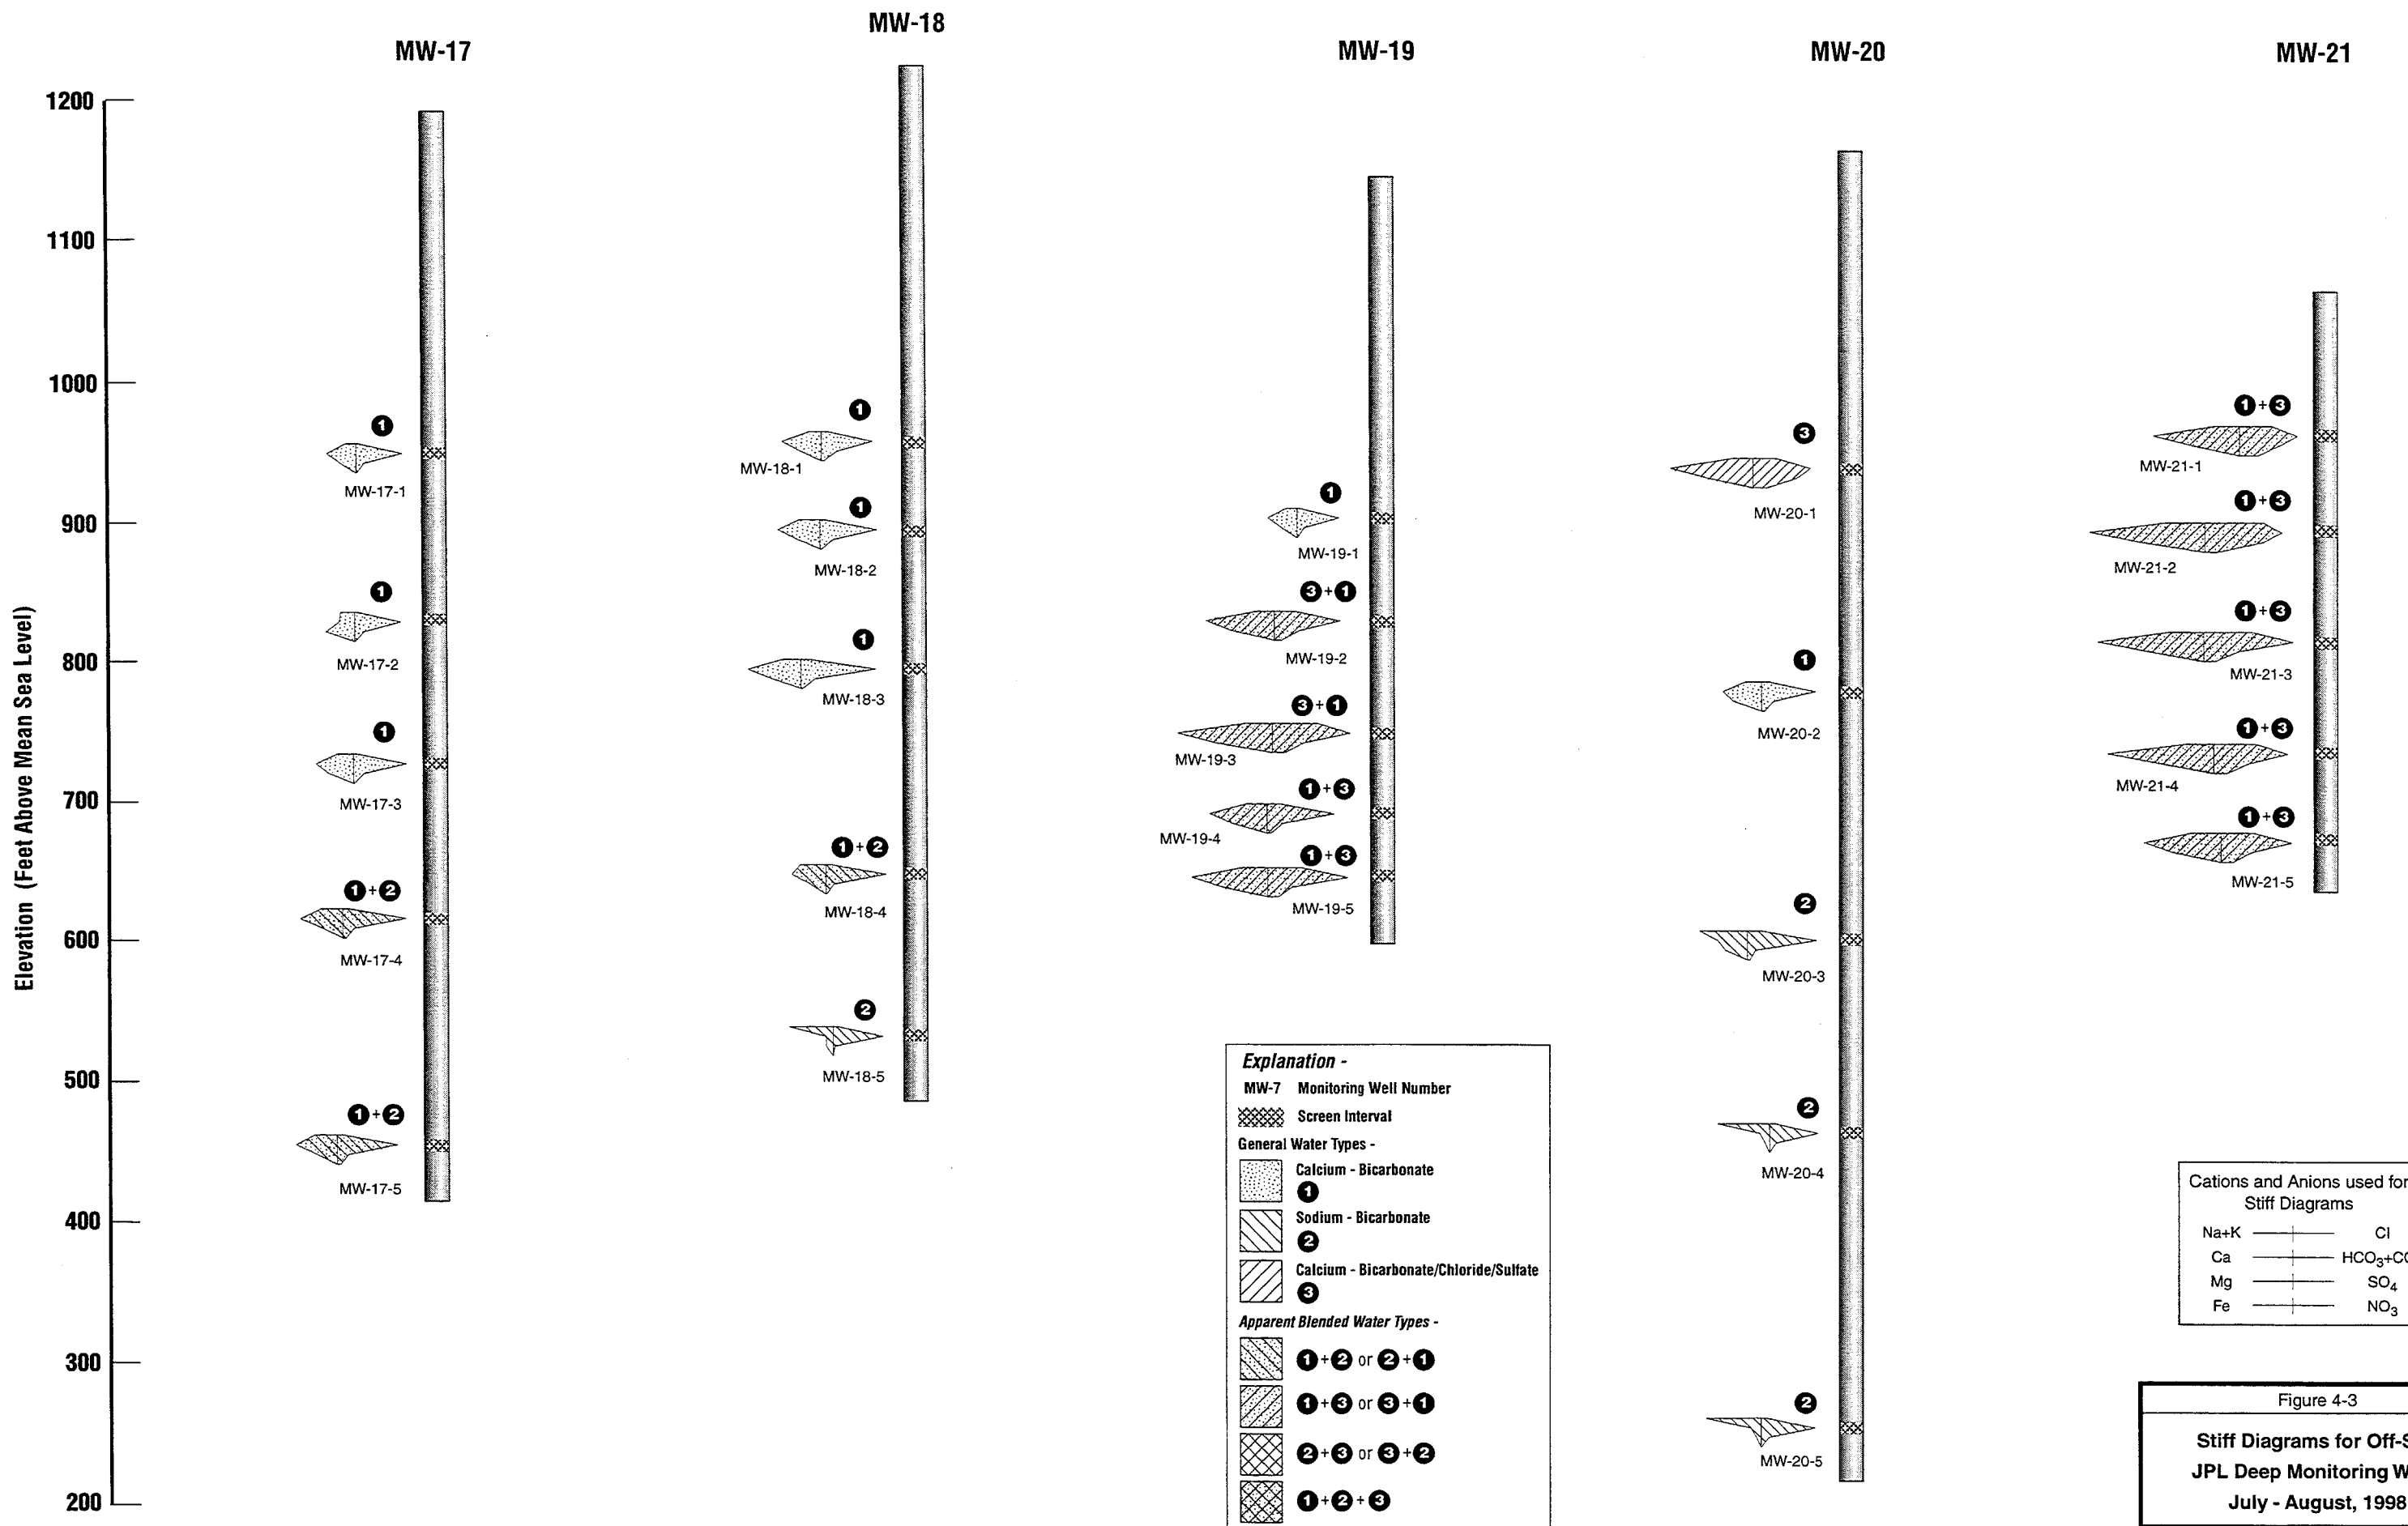 MW-17
MW-18
MW-19
MW-20
MW-21
Elevation (Feet Above Mean Sea Level)
1200
1100
1000
900
800
700
600
500
400
300
200
1
MW-17-1
1
MW-17-2
1
MW-17-3
1+2
MW-17-4
1+2
MW-17-5
1
MW-18-1
1
MW-18-2
1
MW-18-3
1+2
MW-18-4
2
MW-18-5
1
MW-19-1
3+1
MW-19-2
3+1
MW-19-3
1+3
MW-19-4
1+3
MW-19-5
3
MW-20-1
1
MW-20-2
2
MW-20-3
2
MW-20-4
2
MW-20-5
1+3
MW-21-1
1+3
MW-21-2
1+3
MW-21-3
1+3
MW-21-4
1+3
MW-21-5
Explanation -
MW-7 Monitoring Well Number
Screen Interval
General Water Types -
Calcium - Bicarbonate
1
Sodium - Bicarbonate
2
Calcium - Bicarbonate/Chloride/Sulfate
3
Apparent Blended Water Types -
1+2 or 2+1
1+3 or 3+1
2+3 or 3+2
1+2+3
Cations and Anions used for
Stiff Diagrams
Na+K Cl
Ca HCO3+C
Mg SO4
Fe NO3
Figure 4-3
Stiff Diagrams for Off-
JPL Deep Monitoring
July - August, 1998